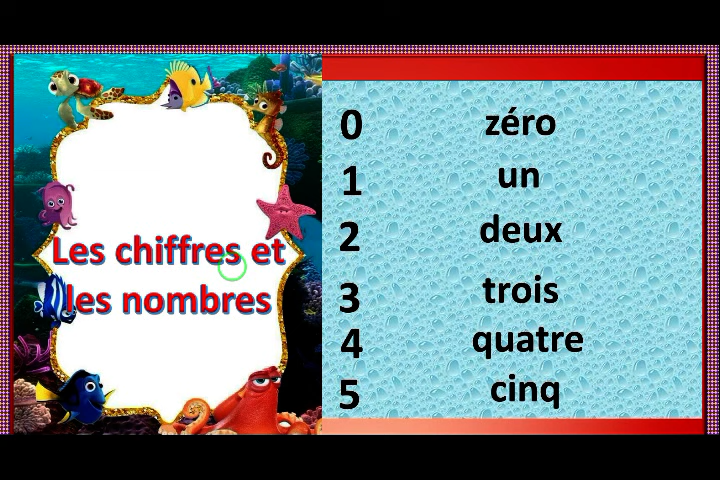 Les chiffres et
les nombres
0 zéro
1 un
2 deux
3 trois
4 quatre
5 cinq